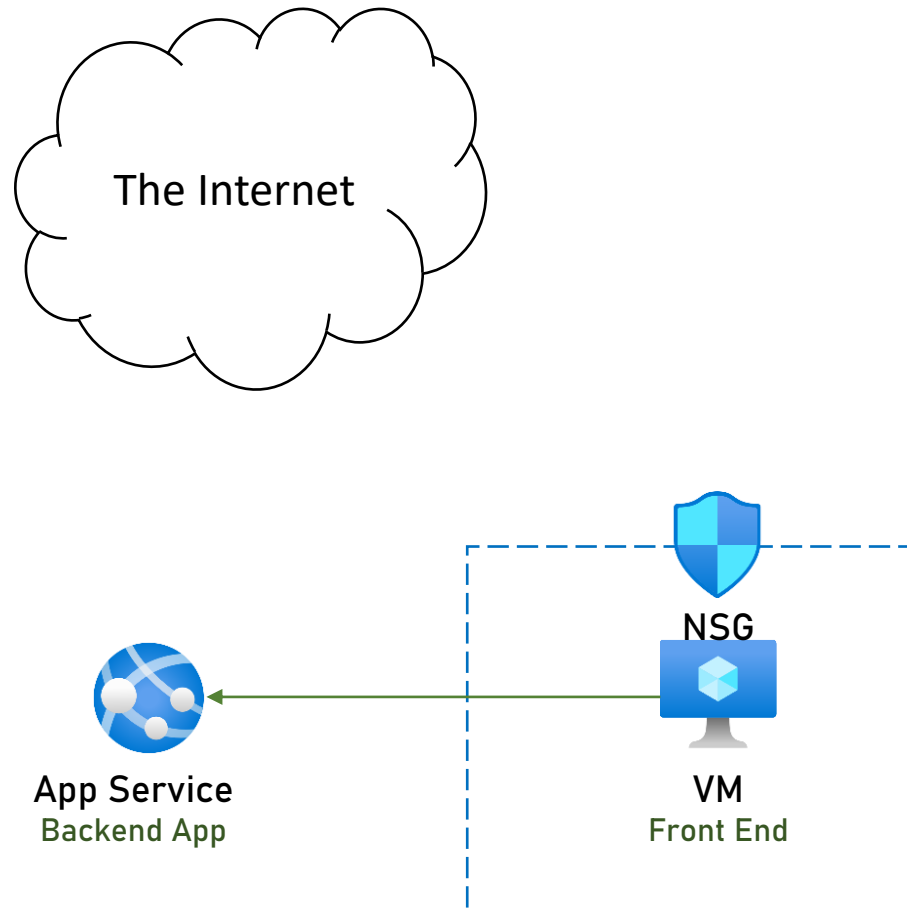 The Internet
NSG
App Service
Backend App
VM
Front End